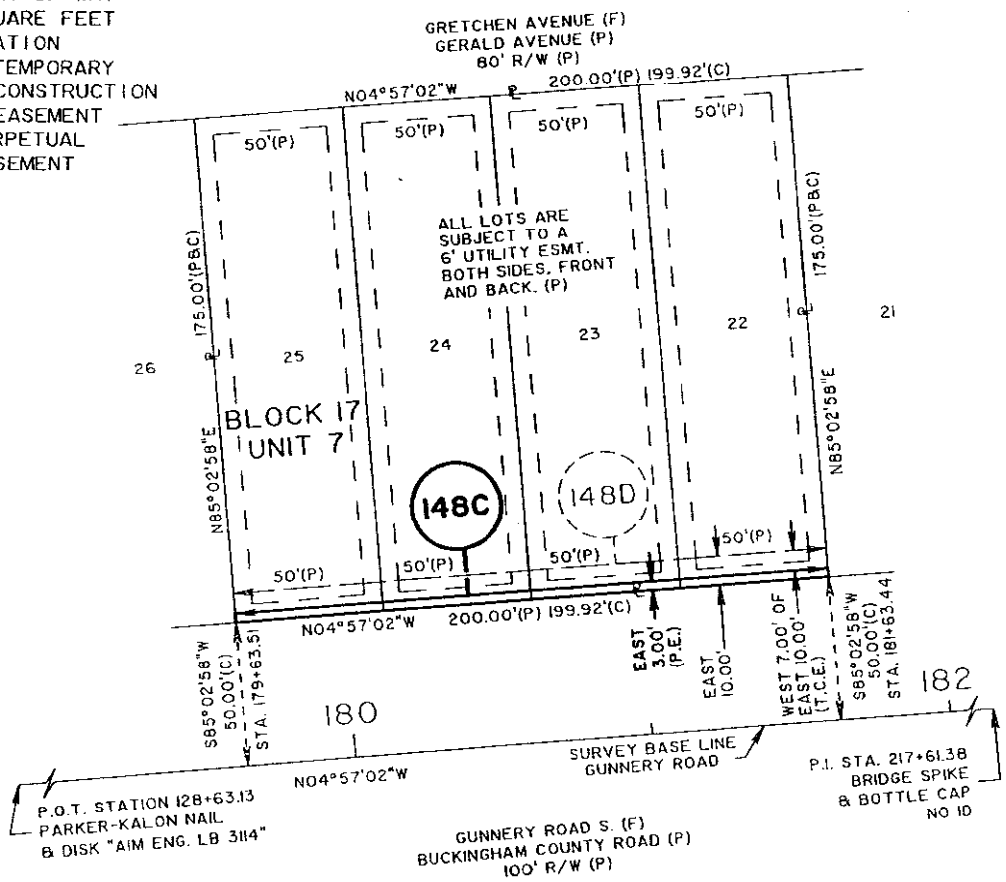 UARE FEET
ATION
TEMPORARY
CONSTRUCTION
EASEMENT
RPETUAL
SEMENT
GRETCHEN AVENUE (F)
GERALD AVENUE (P)
80' R/W (P)
N04°57'02"W
200.00'(P) 199.92'(C)
50'(P)
50'(P)
50'(P)
50'(P)
ALL LOTS ARE
SUBJECT TO A
6' UTILITY ESMT.
BOTH SIDES, FRONT
AND BACK. (P)
175.00'(P&C)
175.00'(P&C)
26
25
24
23
22
21
BLOCK 17
UNIT 7
N85°02'58"E
N85°02'58"E
148C
148D
50'(P)
50'(P)
50'(P)
50'(P)
N04°57'02"W
200.00'(P) 199.92'(C)
S85°02'58"W
50.00'(C)
STA. 179+63.51
EAST
3.00'
(P.E.)
EAST
10.00'
WEST 7.00' OF
EAST 10.00'
(T.C.E.)
S85°02'58"W
50.00'(C)
STA. 181+63.44
180
182
N04°57'02"W
SURVEY BASE LINE
GUNNERY ROAD
P.O.T. STATION 128+63.13
PARKER-KALON NAIL
& DISK "AIM ENG. LB 3114"
P.I. STA. 217+61.38
BRIDGE SPIKE
& BOTTLE CAP
NO ID
GUNNERY ROAD S. (F)
BUCKINGHAM COUNTY ROAD (P)
100' R/W (P)